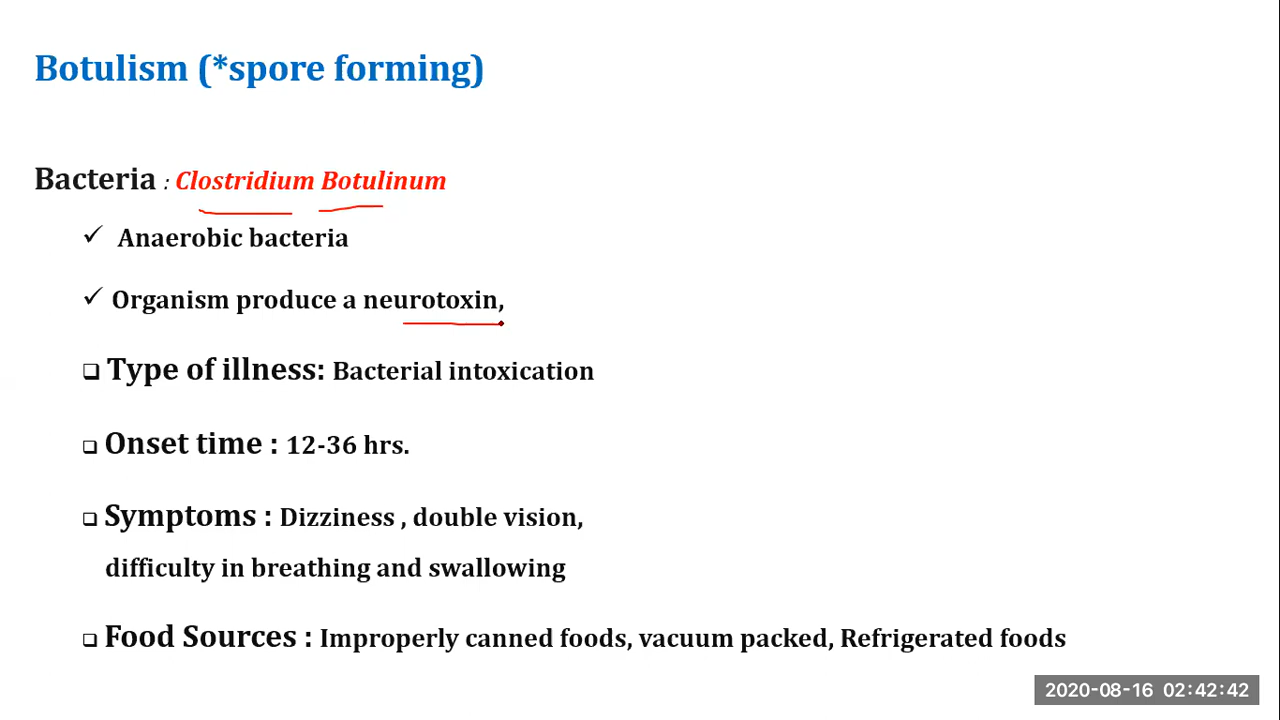 Botulism (*spore forming)
Bacteria : Clostridium Botulinum
✓ Anaerobic bacteria
✓ Organism produce a neurotoxin,
❑ Type of illness: Bacterial intoxication
❑ Onset time : 12-36 hrs.
❑ Symptoms : Dizziness , double vision,
difficulty in breathing and swallowing
❑ Food Sources : Improperly canned foods, vacuum packed, Refrigerated foods
2020-08-16 02:42:42